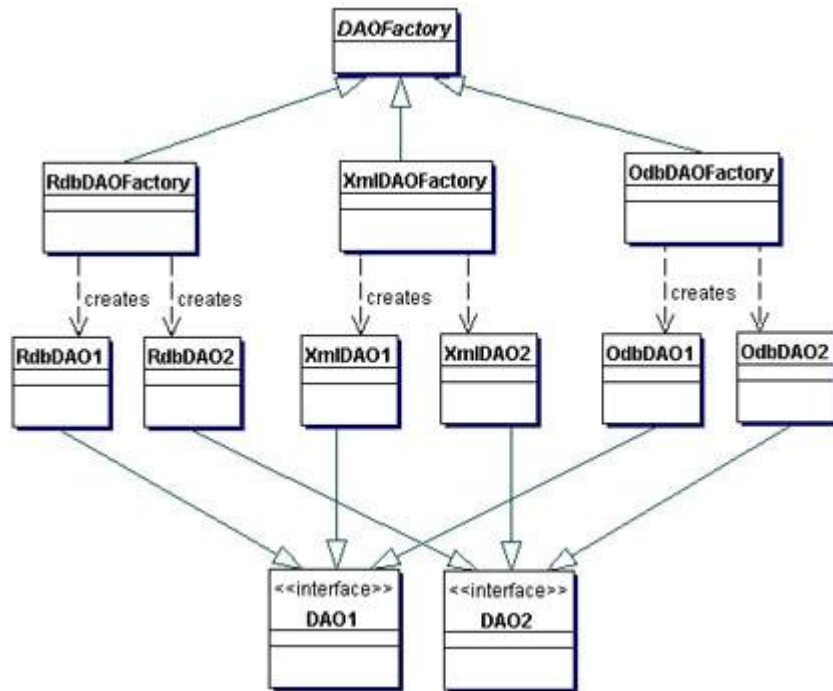 DAOFactory
RdbDAOFactory
XmlDAOFactory
OdbDAOFactory
creates
creates
creates
creates
RdbDAO1
RdbDAO2
XmlDAO1
XmlDAO2
OdbDAO1
OdbDAO2
<<interface>>
DAO1
<<interface>>
DAO2